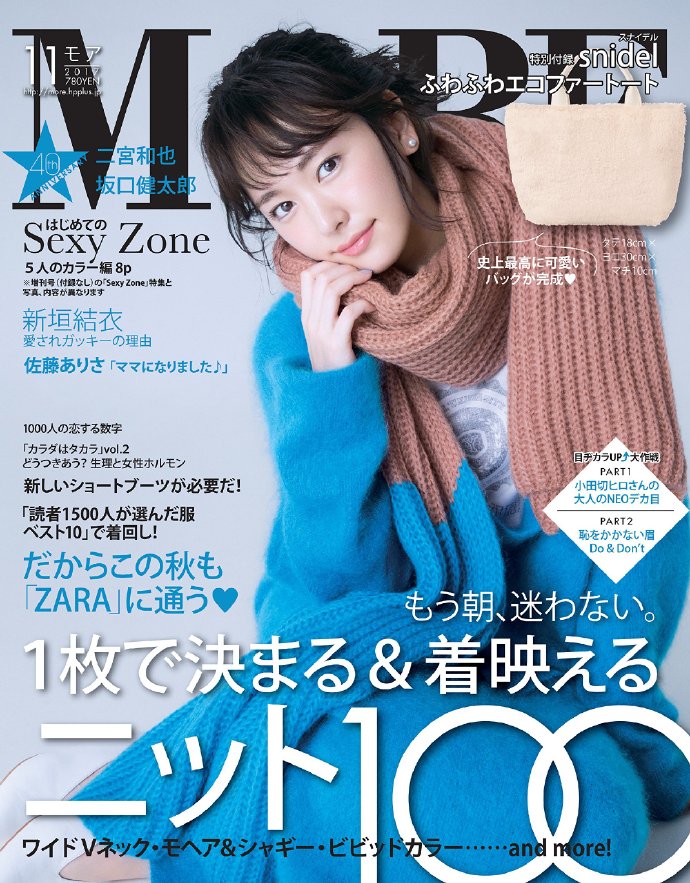 MORE
11 モア
2017
780YEN
http://more.hpplus.jp
40th
ANNIVERSARY
二宮和也
坂口健太郎
スナイデル
特別付録 snidel
ふわふわエコファートート
タテ18cm×
ヨコ30cm×
マチ10cm
史上最高に可愛い
バッグが完成♥
はじめての
Sexy Zone
5人のカラー編 8p
※増刊号(付録なし)の「Sexy Zone」特集と
写真、内容が異なります
新垣結衣
愛されガッキーの理由
佐藤ありさ「ママになりました♪」
1000人の恋する数字
「カラダはタカラ」vol.2
どうつきあう? 生理と女性ホルモン
新しいショートブーツが必要だ!
「読者1500人が選んだ服
ベスト10」で着回し!
だからこの秋も
「ZARA」に通う♥
目ヂカラUP⤴大作戦
PART1
小田切ヒロさんの
大人のNEOデカ目
PART2
恥をかかない眉
Do & Don't
もう朝、迷わない。
1枚で決まる&着映える
ニット100
ワイドVネック・モヘア&シャギー・ビビッドカラー……and more!